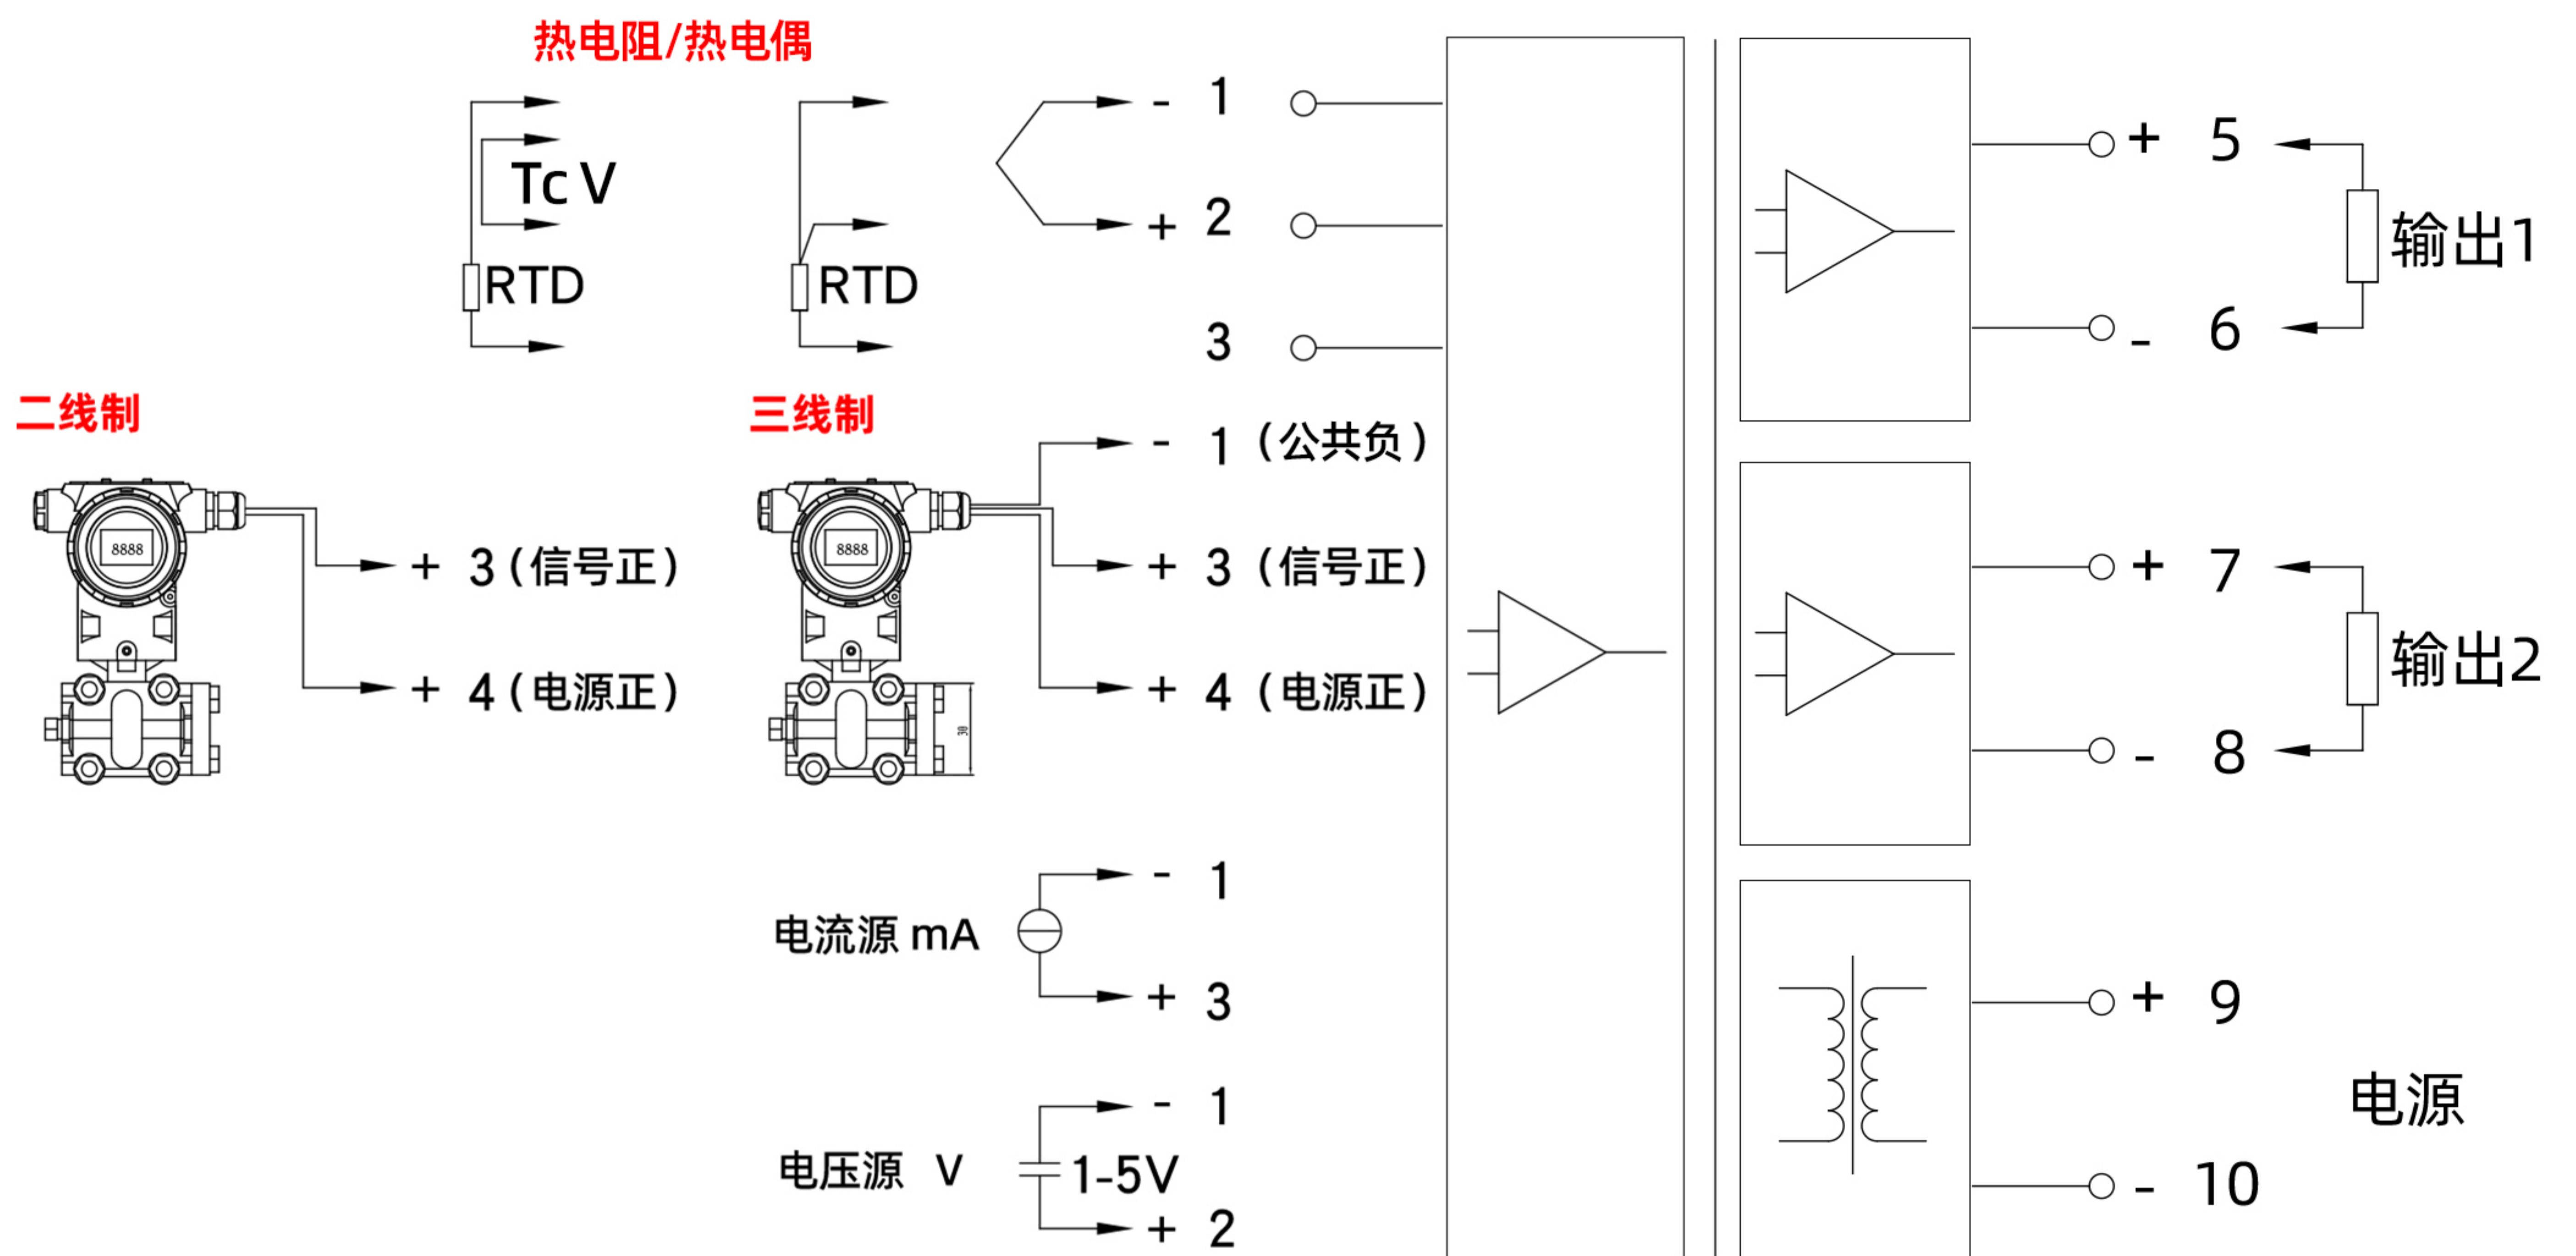 热电阻/热电偶
Tc V
RTD
RTD
- 1
+ 2
3
+ 5
- 6
输出1
二线制
8888
+ 3 (信号正)
+ 4 (电源正)
三线制
8888
30
- 1 (公共负)
+ 3 (信号正)
+ 4 (电源正)
+ 7
- 8
输出2
电流源 mA
- 1
+ 3
电压源 V
1-5V
- 1
+ 2
+ 9
- 10
电源